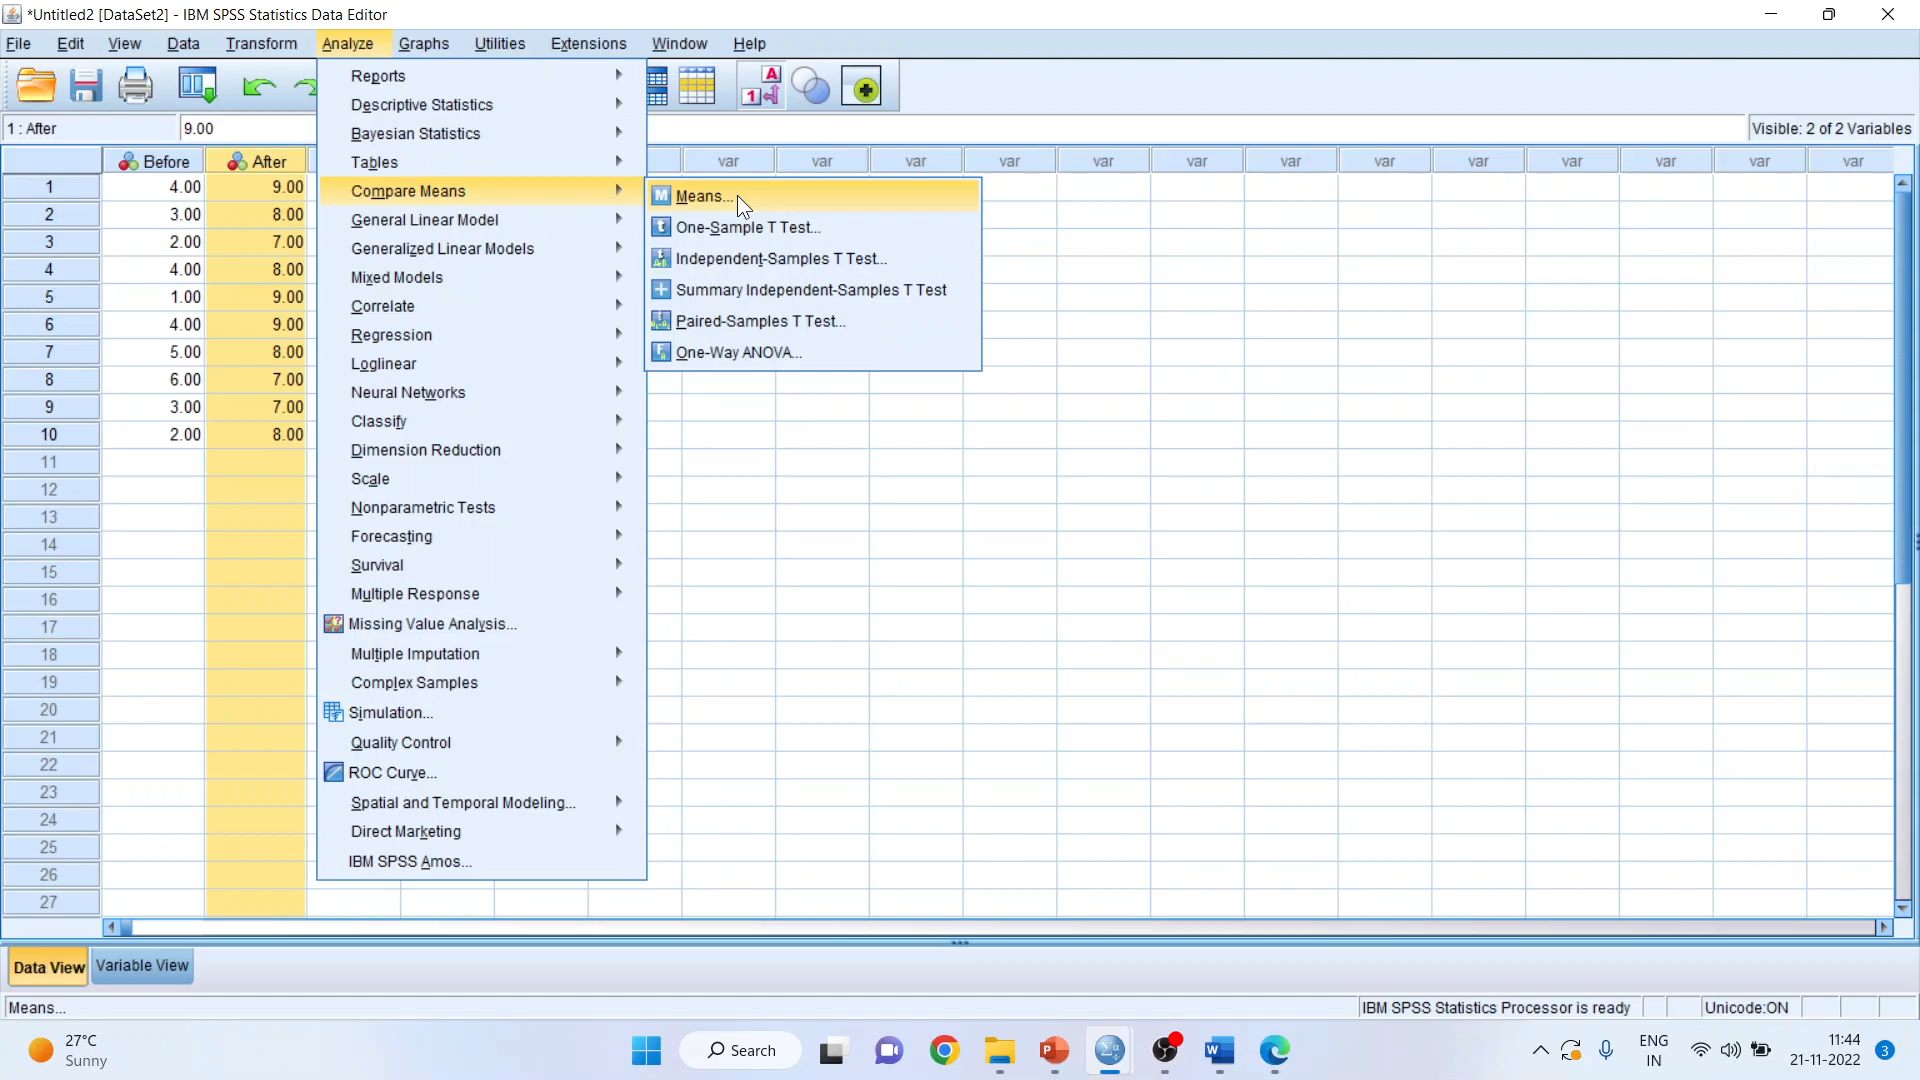 *Untitled2 [DataSet2] - IBM SPSS Statistics Data Editor
File Edit View Data Transform Analyze Graphs Utilities Extensions Window Help
1 : After 9.00 Visible: 2 of 2 Variables
Before After var var var var var var var var var var var var var
1 4.00 9.00
2 3.00 8.00
3 2.00 7.00
4 4.00 8.00
5 1.00 9.00
6 4.00 9.00
7 5.00 8.00
8 6.00 7.00
9 3.00 7.00
10 2.00 8.00
11
12
13
14
15
16
17
18
19
20
21
22
23
24
25
26
27
Reports
Descriptive Statistics
Bayesian Statistics
Tables
Compare Means
General Linear Model
Generalized Linear Models
Mixed Models
Correlate
Regression
Loglinear
Neural Networks
Classify
Dimension Reduction
Scale
Nonparametric Tests
Forecasting
Survival
Multiple Response
Missing Value Analysis...
Multiple Imputation
Complex Samples
Simulation...
Quality Control
ROC Curve...
Spatial and Temporal Modeling...
Direct Marketing
IBM SPSS Amos...
Means...
One-Sample T Test...
Independent-Samples T Test...
Summary Independent-Samples T Test
Paired-Samples T Test...
One-Way ANOVA...
Data View Variable View
Means... IBM SPSS Statistics Processor is ready Unicode:ON
27°C
Sunny
Search
ENG
IN
11:44
21-11-2022
3